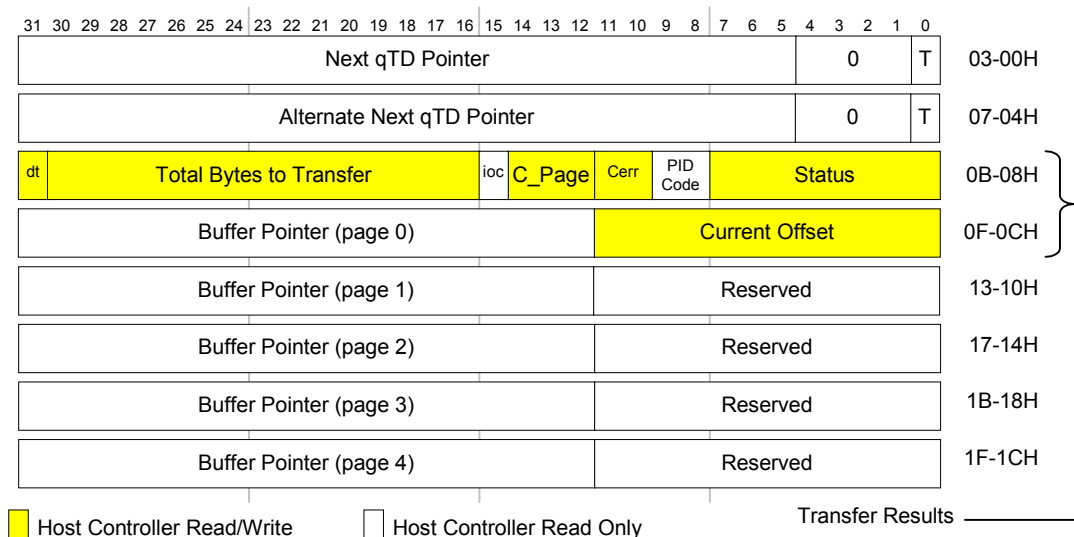 31 30 29 28 27 26 25 24 23 22 21 20 19 18 17 16 15 14 13 12 11 10 9 8 7 6 5 4 3 2 1 0
Next qTD Pointer 0 T 03-00H
Alternate Next qTD Pointer 0 T 07-04H
dt Total Bytes to Transfer ioc C_Page Cerr PID Code Status 0B-08H
Buffer Pointer (page 0) Current Offset 0F-0CH
Buffer Pointer (page 1) Reserved 13-10H
Buffer Pointer (page 2) Reserved 17-14H
Buffer Pointer (page 3) Reserved 1B-18H
Buffer Pointer (page 4) Reserved 1F-1CH
Host Controller Read/Write Host Controller Read Only Transfer Results